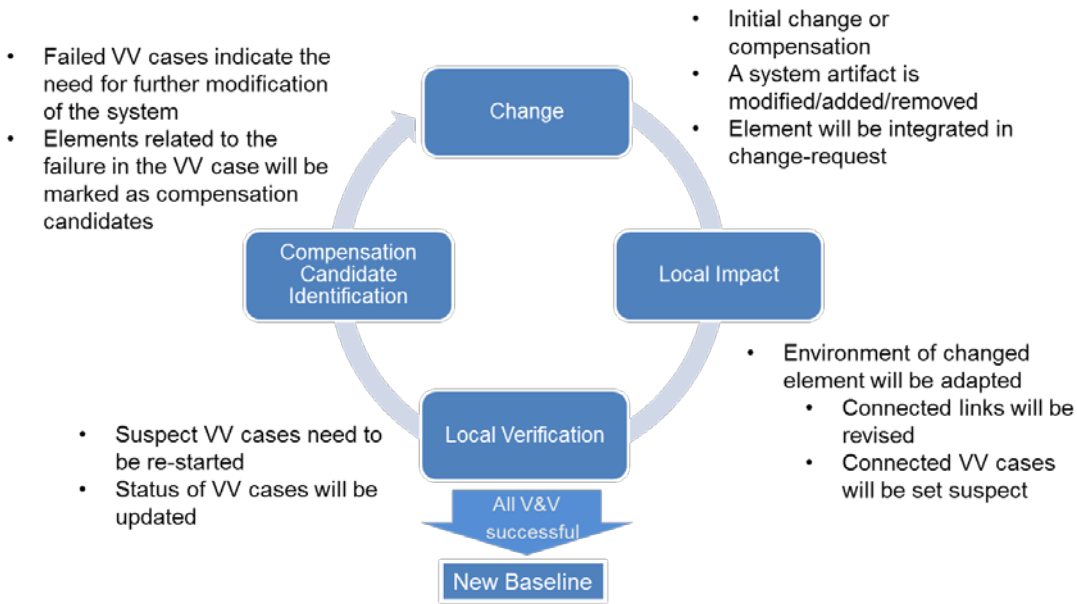 • Initial change or
compensation
• A system artifact is
modified/added/removed
• Element will be integrated in
change-request
• Failed VV cases indicate the
need for further modification
of the system
• Elements related to the
failure in the VV case will be
marked as compensation
candidates
Change
Compensation
Candidate
Identification
Local Impact
• Environment of changed
element will be adapted
• Connected links will be
revised
• Connected VV cases
will be set suspect
Local Verification
• Suspect VV cases need to
be re-started
• Status of VV cases will be
updated
All V&V
successful
New Baseline